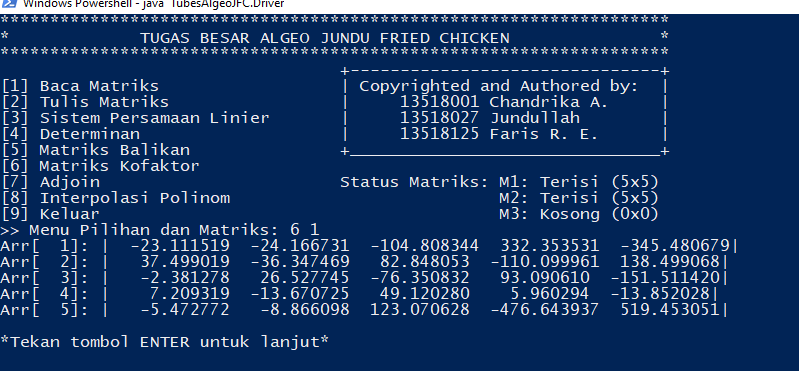 Windows Powershell - java TubesAlgeoJFC.Driver
*******************************************************************
* TUGAS BESAR ALGEO JUNDU FRIED CHICKEN *
*******************************************************************
+-------------------------------+
[1] Baca Matriks | Copyrighted and Authored by: |
[2] Tulis Matriks | 13518001 Chandrika A. |
[3] Sistem Persamaan Linier | 13518027 Jundullah |
[4] Determinan | 13518125 Faris R. E. |
[5] Matriks Balikan +_______________________________+
[6] Matriks Kofaktor
[7] Adjoin Status Matriks: M1: Terisi (5x5)
[8] Interpolasi Polinom M2: Terisi (5x5)
[9] Keluar M3: Kosong (0x0)
>> Menu Pilihan dan Matriks: 6 1
Arr[ 1]: | -23.111519 -24.166731 -104.808344 332.353531 -345.480679|
Arr[ 2]: | 37.499019 -36.347469 82.848053 -110.099961 138.499068|
Arr[ 3]: | -2.381278 26.527745 -76.350832 93.090610 -151.511420|
Arr[ 4]: | 7.209319 -13.670725 49.120280 5.960294 -13.852028|
Arr[ 5]: | -5.472772 -8.866098 123.070628 -476.643937 519.453051|
*Tekan tombol ENTER untuk lanjut*